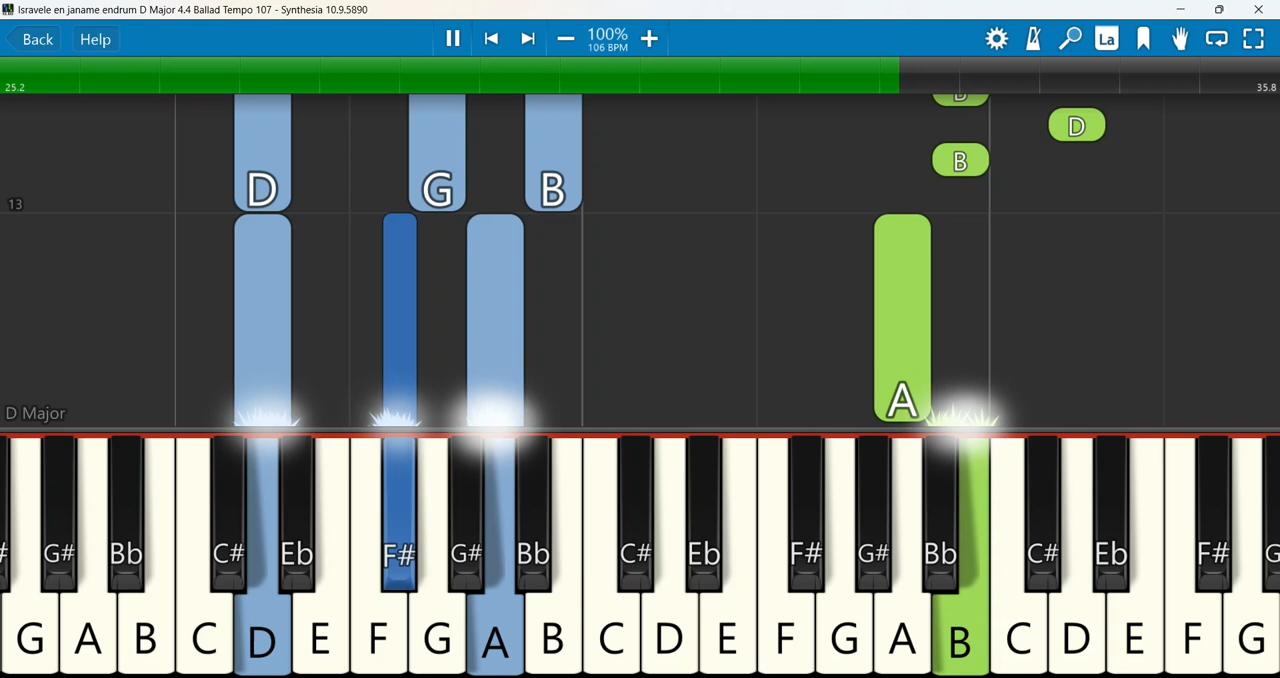 Isravele en janame endrum D Major 4.4 Ballad Tempo 107 - Synthesia 10.9.5890
Back Help 100% La
106 BPM
25.2 35.8
D
B
D G B
13
A
D Major
G# Bb C# Eb F# G# Bb C# Eb F# G# Bb C# Eb F#
G A B C D E F G A B C D E F G A B C D E F G